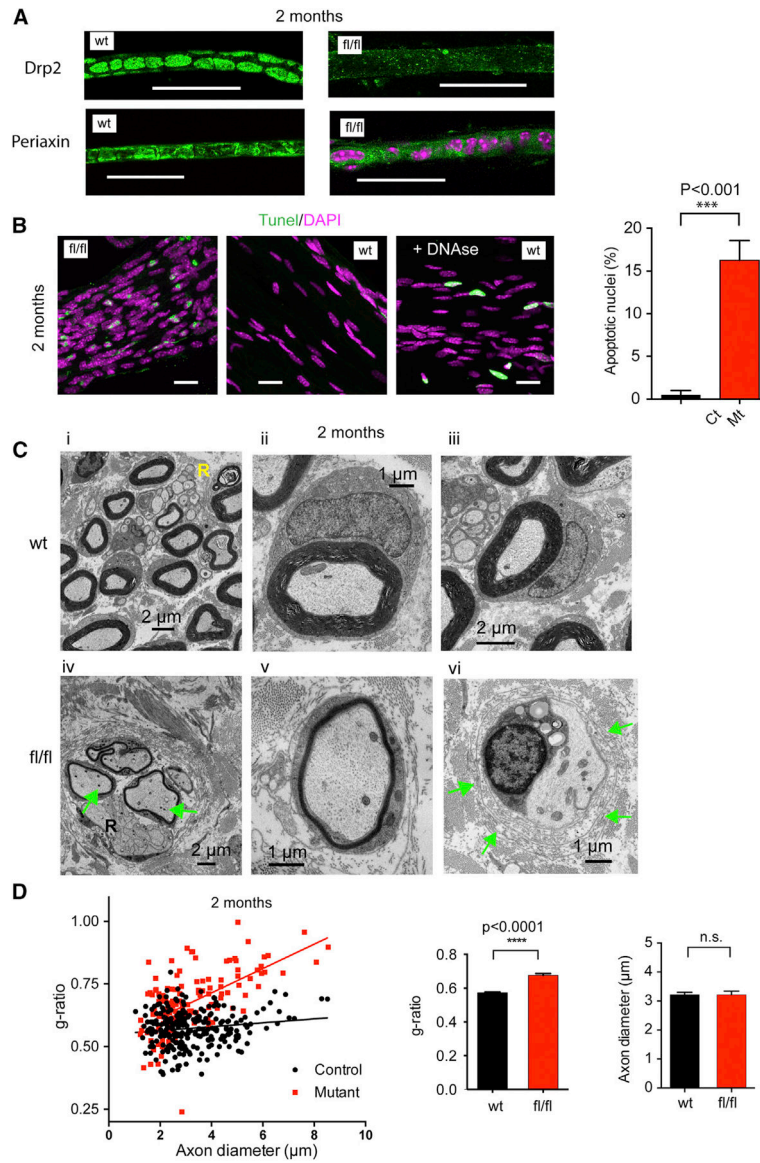 A
2 months
wt
fl/fl
Drp2
Periaxin
wt
fl/fl
P<0.001
***
B
Tunel/DAPI
fl/fl
wt
+ DNAse
wt
2 months
Apoptotic nuclei (%)
20
15
10
5
0
Ct
Mt
C
2 months
i
ii
iii
wt
R
2 µm
1 µm
2 µm
iv
v
vi
fl/fl
R
2 µm
1 µm
1 µm
D
2 months
g-ratio
1.00
0.75
0.50
0.25
0
2
4
6
8
10
Axon diameter (µm)
Control
Mutant
p<0.0001
****
g-ratio
0.8
0.6
0.4
0.2
0.0
wt
fl/fl
n.s.
Axon diameter (µm)
5
4
3
2
1
0
wt
fl/fl